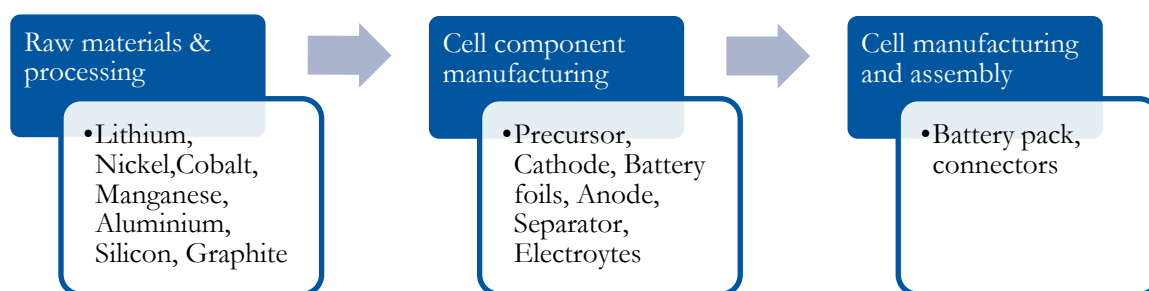 Raw materials &
processing
•Lithium,
Nickel,Cobalt,
Manganese,
Aluminium,
Silicon, Graphite
Cell component
manufacturing
•Precursor,
Cathode, Battery
foils, Anode,
Separator,
Electroytes
Cell manufacturing
and assembly
•Battery pack,
connectors